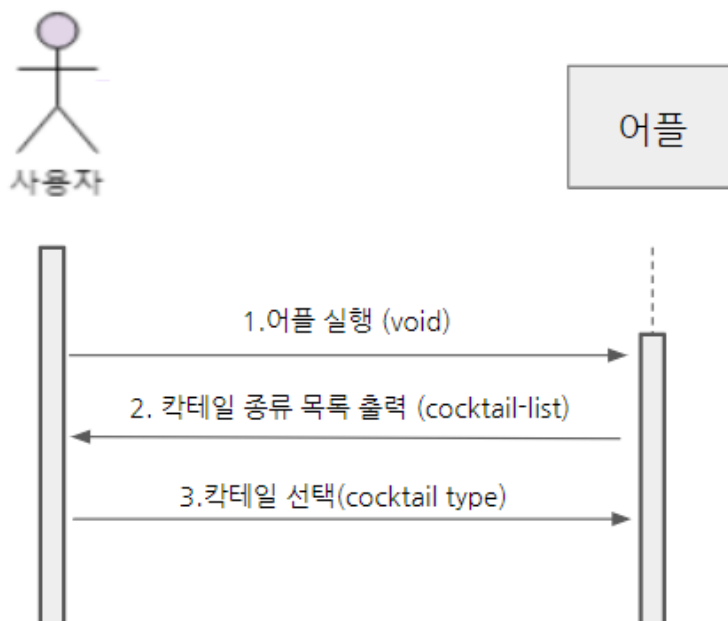 사용자
어플
1.어플 실행 (void)
2. 칵테일 종류 목록 출력 (cocktail-list)
3.칵테일 선택(cocktail type)